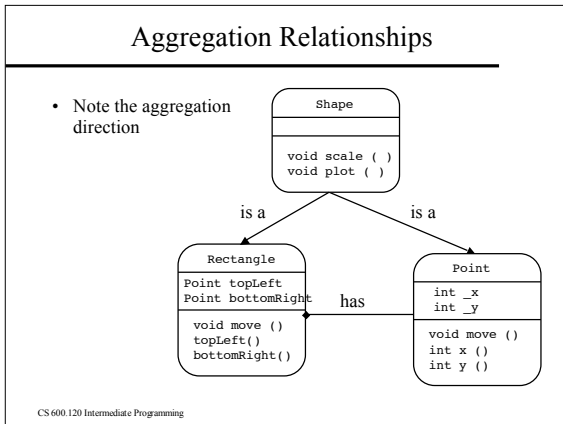 Aggregation Relationships
• Note the aggregation
direction
Shape
void scale ( )
void plot ( )
is a
is a
Rectangle
Point topLeft
Point bottomRight
void move ()
topLeft()
bottomRight()
has
Point
int _x
int _y
void move ()
int x ()
int y ()
CS 600.120 Intermediate Programming